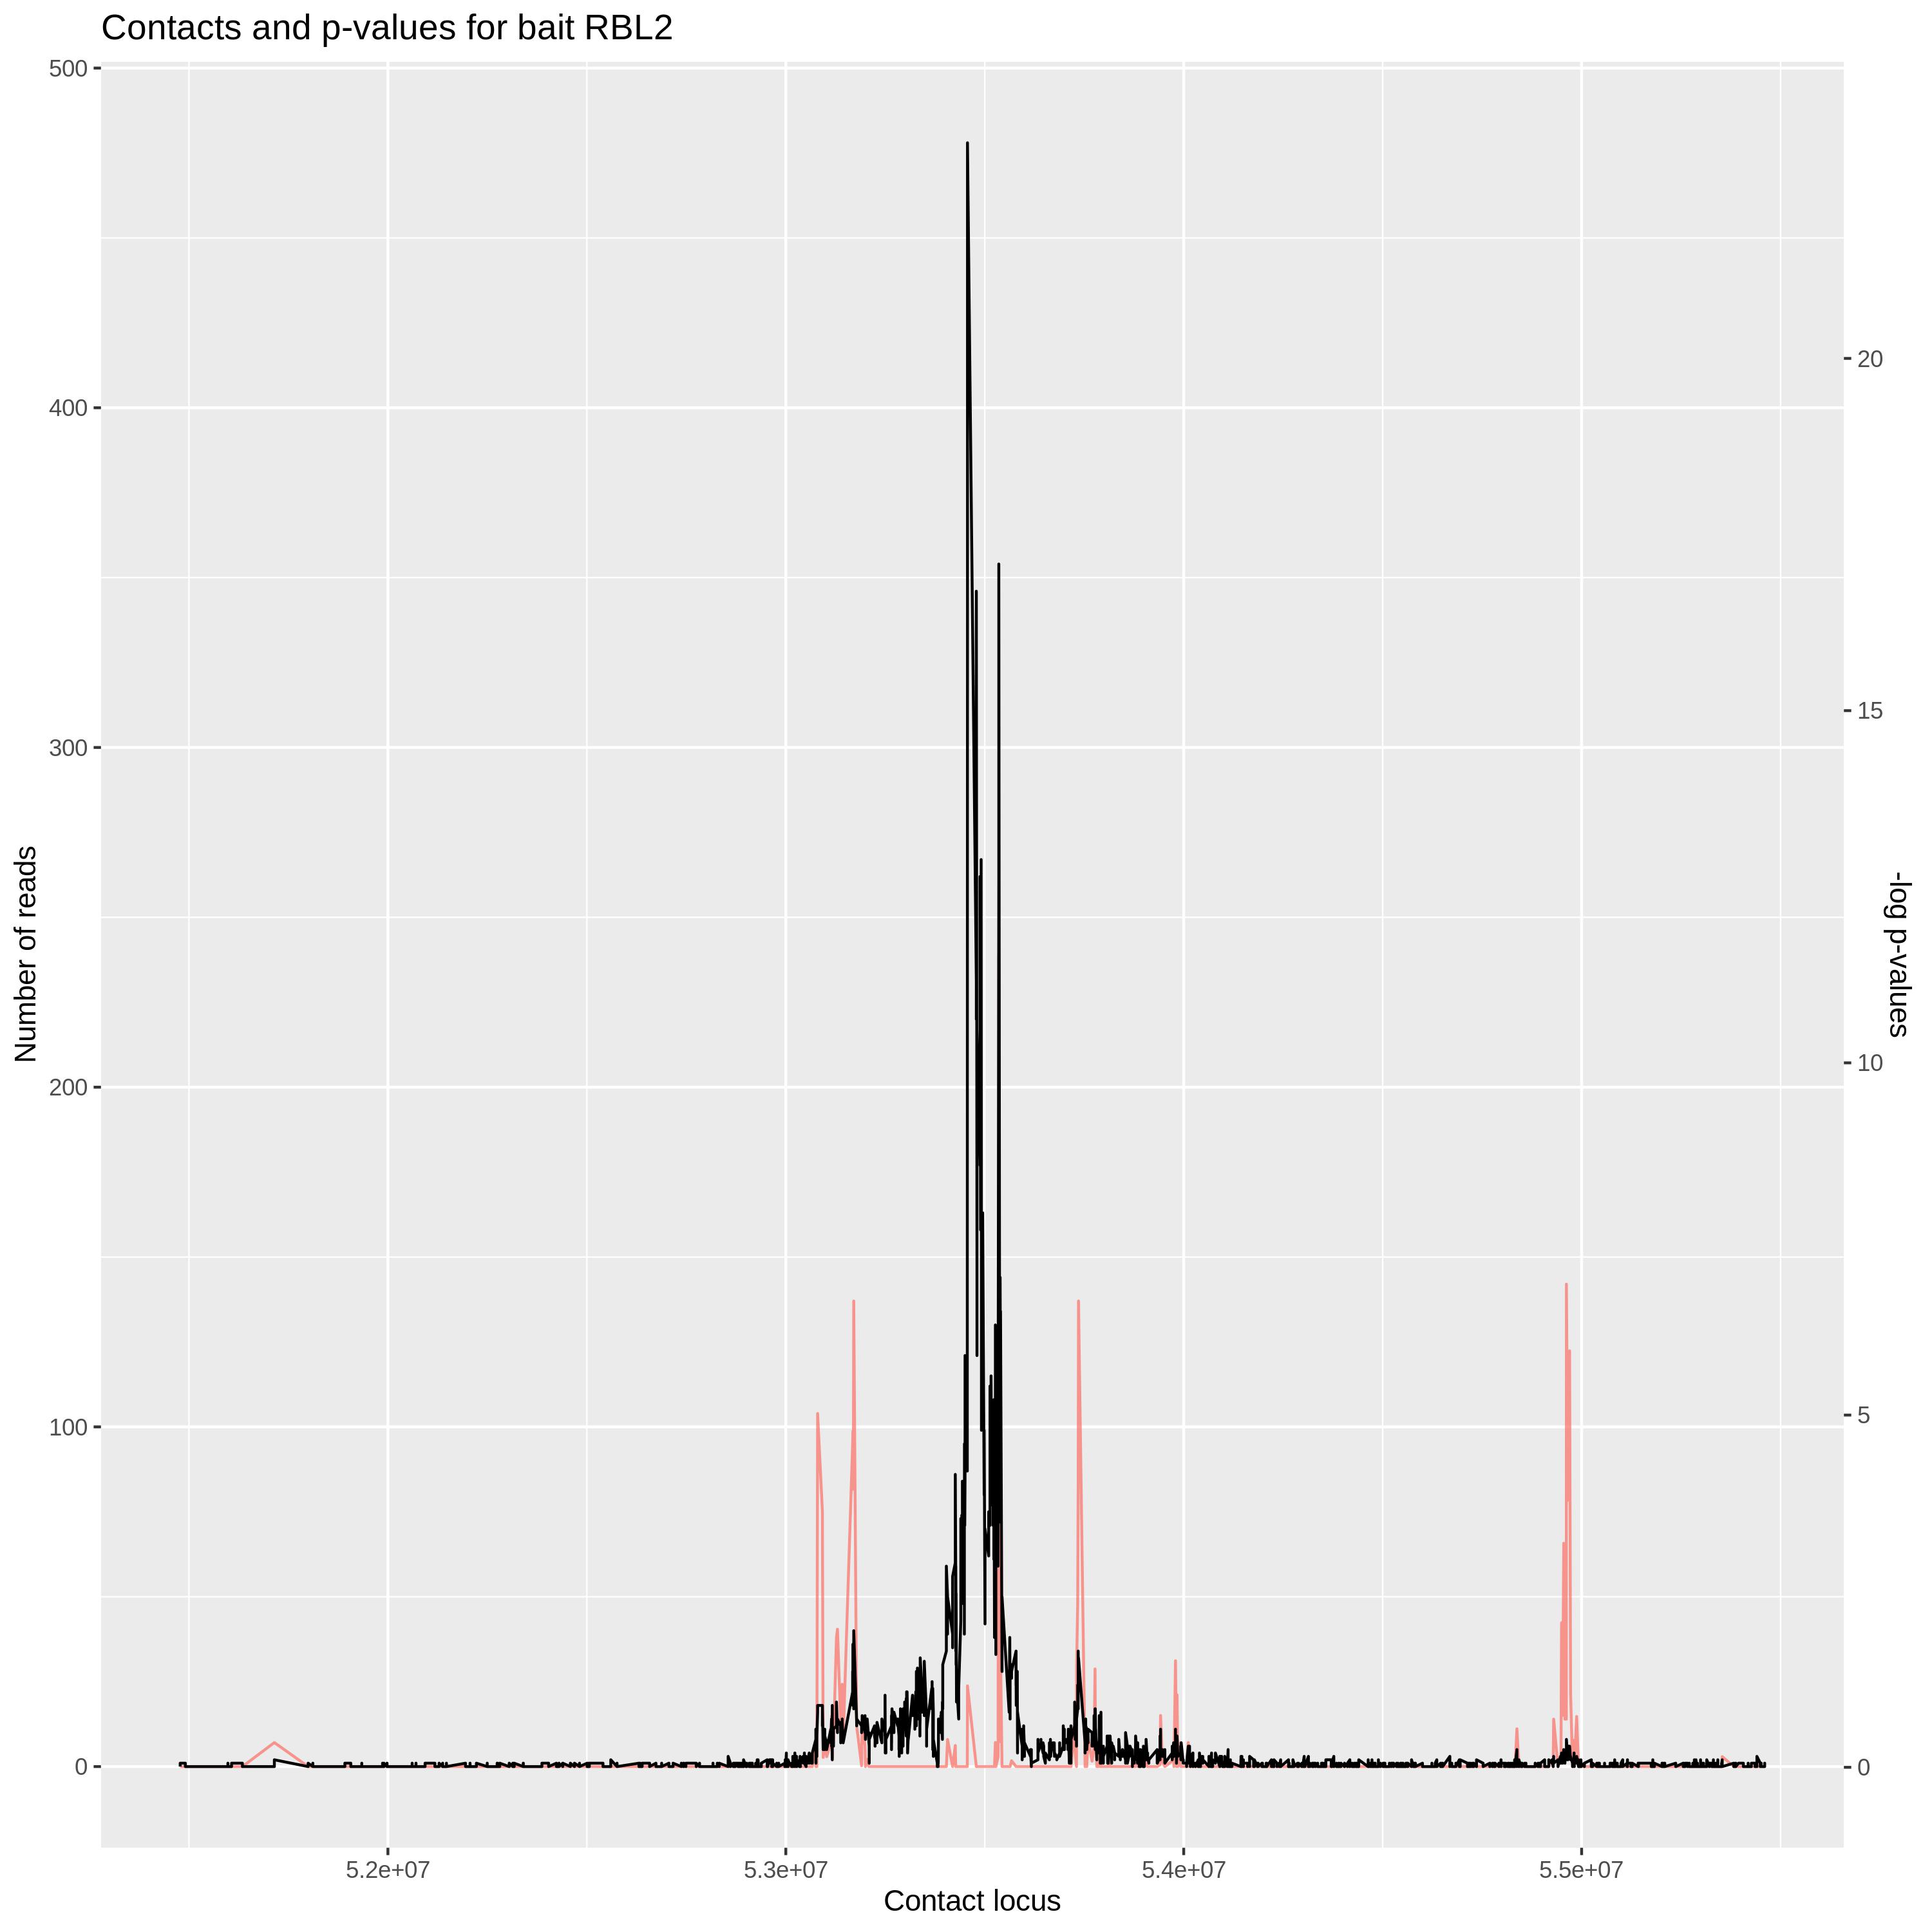 Contacts and p-values for bait RBL2
500
400
300
200
100
0
Number of reads
20
15
10
5
0
-log p-values
5.2e+07
5.3e+07
5.4e+07
5.5e+07
Contact locus